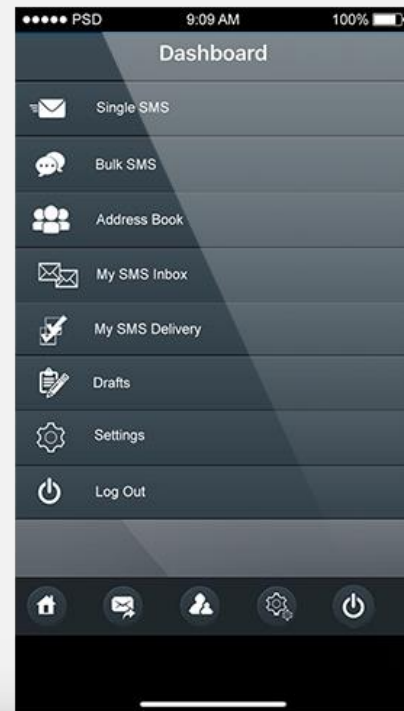 PSD 9:09 AM 100%
Dashboard
Single SMS
Bulk SMS
Address Book
My SMS Inbox
My SMS Delivery
Drafts
Settings
Log Out